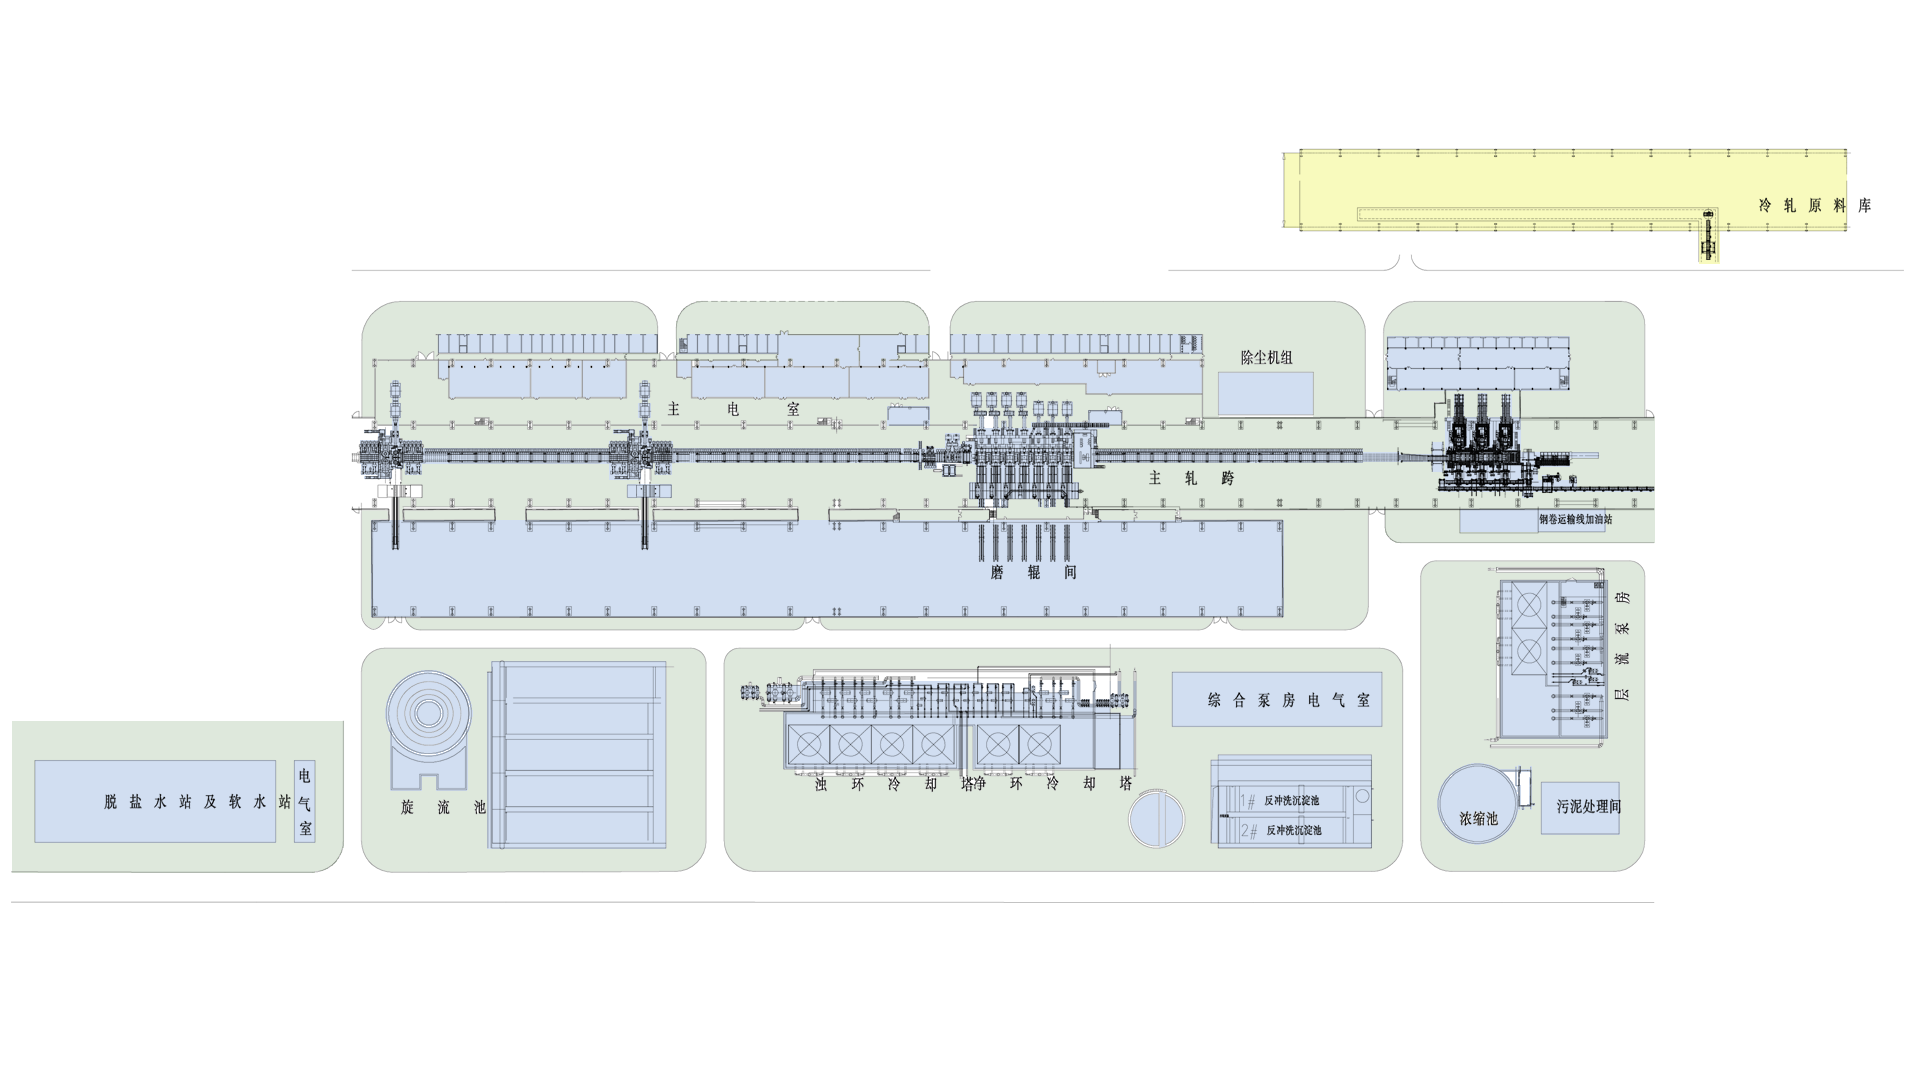 冷轧原料库
除尘机组
主电室
主轧跨
钢卷运输线加油站
磨辊间
层流泵房
综合泵房电气室
脱盐水站及软水站
电气室
旋流池
浊环冷却塔
净环冷却塔
1# 反冲洗沉淀池
2# 反冲洗沉淀池
浓缩池
污泥处理间